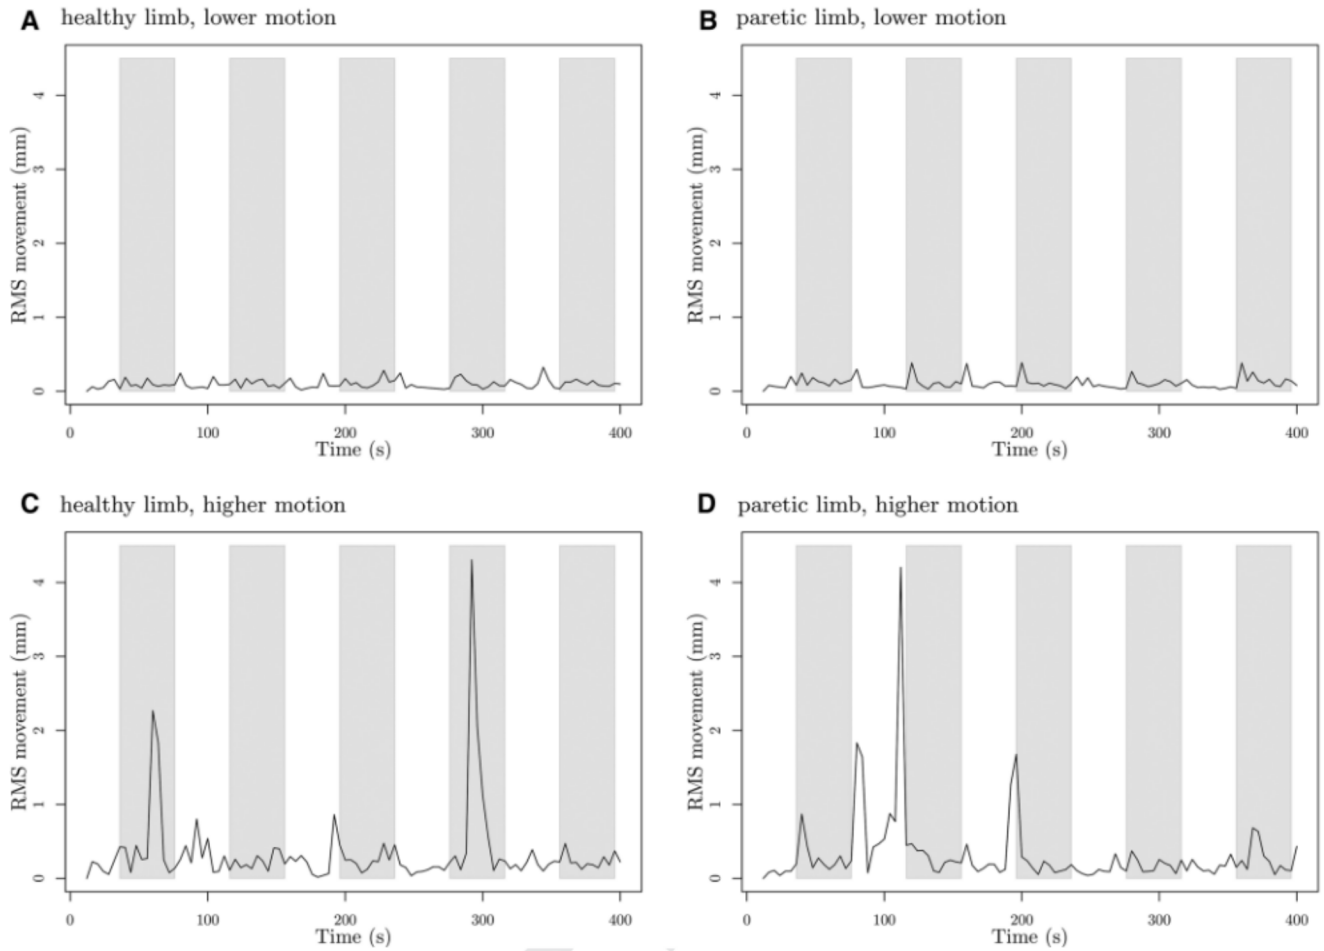 A healthy limb, lower motion
RMS movement (mm)
4
3
2
1
0
0 100 200 300 400
Time (s)
B paretic limb, lower motion
RMS movement (mm)
4
3
2
1
0
0 100 200 300 400
Time (s)
C healthy limb, higher motion
RMS movement (mm)
4
3
2
1
0
0 100 200 300 400
Time (s)
D paretic limb, higher motion
RMS movement (mm)
4
3
2
1
0
0 100 200 300 400
Time (s)